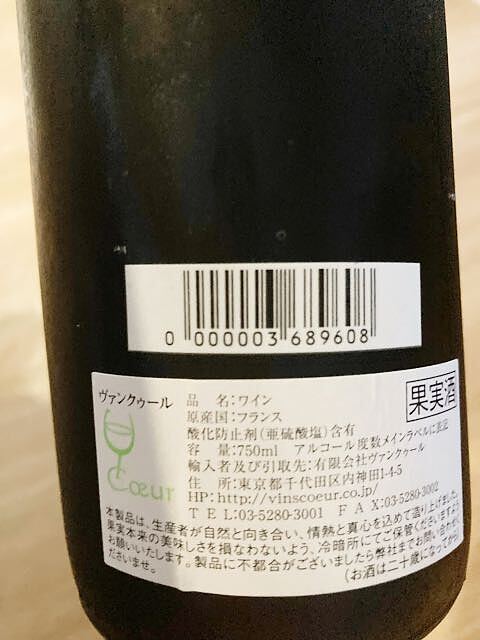 0 000003 689608
ヴァンクゥール
Cœur
果実酒
品 名:ワイン
原産国:フランス
酸化防止剤(亜硫酸塩)含有
容 量:750ml アルコール度数メインラベルに表記
輸入者及び引取先:有限会社ヴァンクゥール
住 所:東京都千代田区内神田1-4-5
HP:http://vinscoeur.co.jp/
TEL:03-5280-3001 FAX:03-5280-3002
本製品は、生産者が自然と向き合い、情熱と真心を込めて造り上げました。
果実本来の美味しさを損なわないよう、冷暗所にてご保管くださいますよう
お願いいたします。製品に不都合がございましたら弊社までお問い合わせく
ださいませ。
(お酒は二十歳になってから)